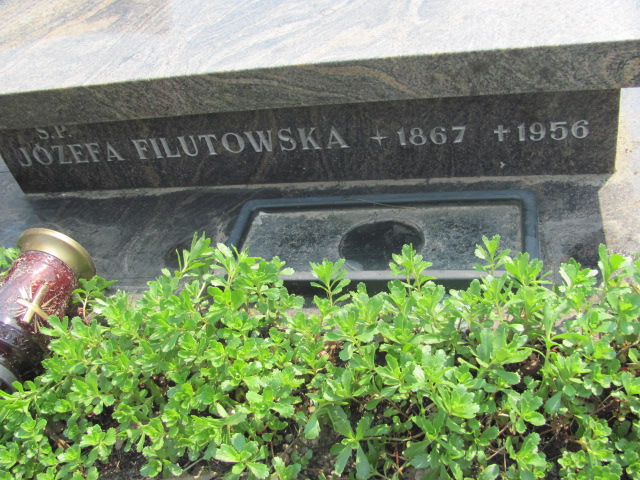 S.P.
JÓZEFA FILUTOWSKA ✦ 1867 ✝ 1956